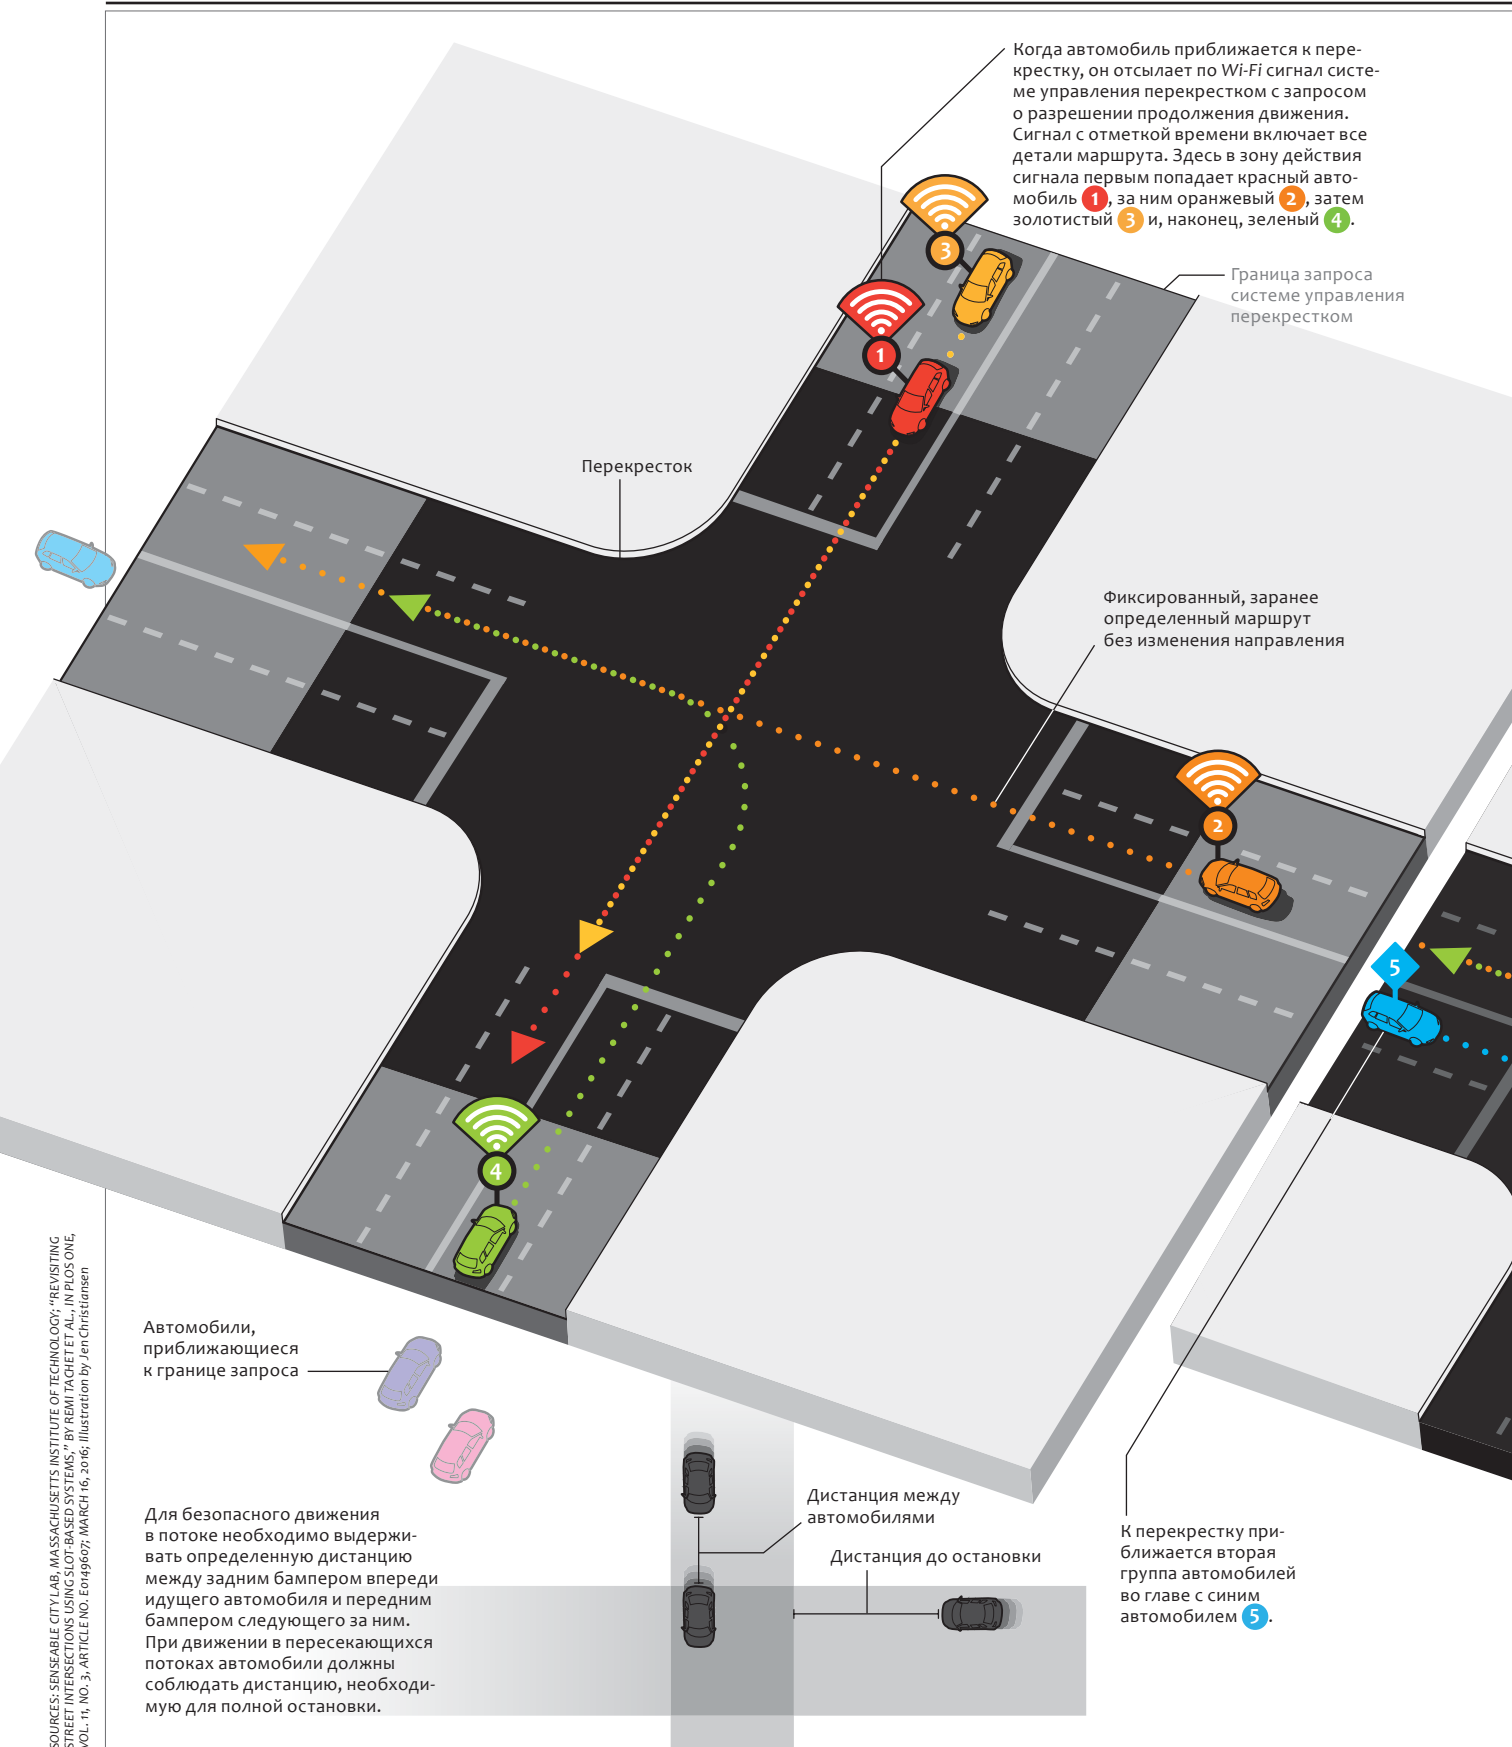 Когда автомобиль приближается к пере-
крестку, он отсылает по Wi-Fi сигнал систе-
ме управления перекрестком с запросом
о разрешении продолжения движения.
Сигнал с отметкой времени включает все
детали маршрута. Здесь в зону действия
сигнала первым попадает красный авто-
мобиль 1, за ним оранжевый 2, затем
золотистый 3 и, наконец, зеленый 4.
3
1
Граница запроса
системе управления
перекрестком
Перекресток
Фиксированный, заранее
определенный маршрут
без изменения направления
2
5
4
Автомобили,
приближающиеся
к границе запроса
Для безопасного движения
в потоке необходимо выдержи-
вать определенную дистанцию
между задним бампером впереди
идущего автомобиля и передним
бампером следующего за ним.
При движении в пересекающихся
потоках автомобили должны
соблюдать дистанцию, необходи-
мую для полной остановки.
Дистанция между
автомобилями
Дистанция до остановки
К перекрестку при-
ближается вторая
группа автомобилей
во главе с синим
автомобилем 5.
SOURCES: SENSEABLE CITY LAB, MASSACHUSETTS INSTITUTE OF TECHNOLOGY; "REVISITING
STREET INTERSECTIONS USING SLOT-BASED SYSTEMS," BY REMI TACHET ET AL., IN PLOS ONE,
VOL. 11, NO. 3, ARTICLE NO. E0149607; MARCH 16, 2016; Illustration by Jen Christiansen